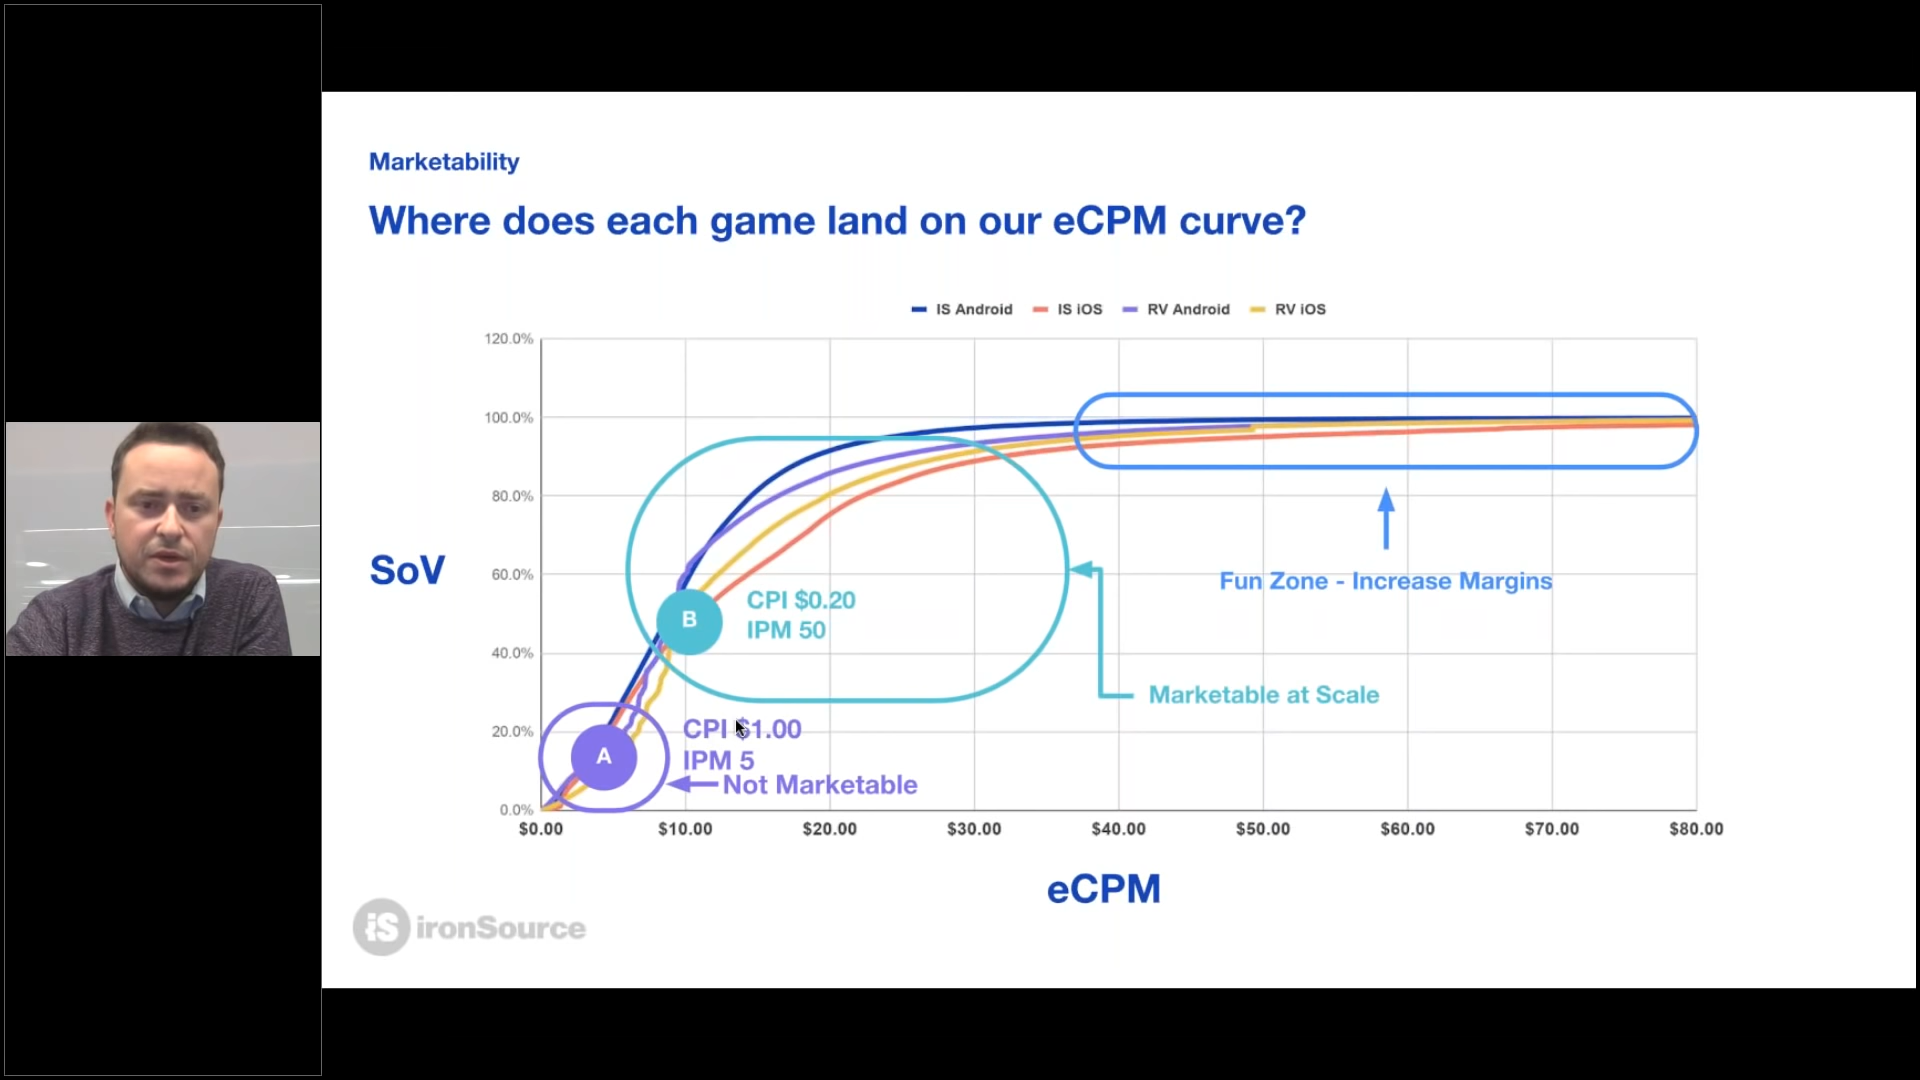 Marketability
Where does each game land on our eCPM curve?
IS Android IS iOS RV Android RV iOS
120.0%
100.0%
80.0%
60.0%
40.0%
20.0%
0.0%
SoV
Fun Zone - Increase Margins
B
CPI $0.20
IPM 50
Marketable at Scale
A
CPI $1.00
IPM 5
Not Marketable
$0.00 $10.00 $20.00 $30.00 $40.00 $50.00 $60.00 $70.00 $80.00
eCPM
iS ironSource